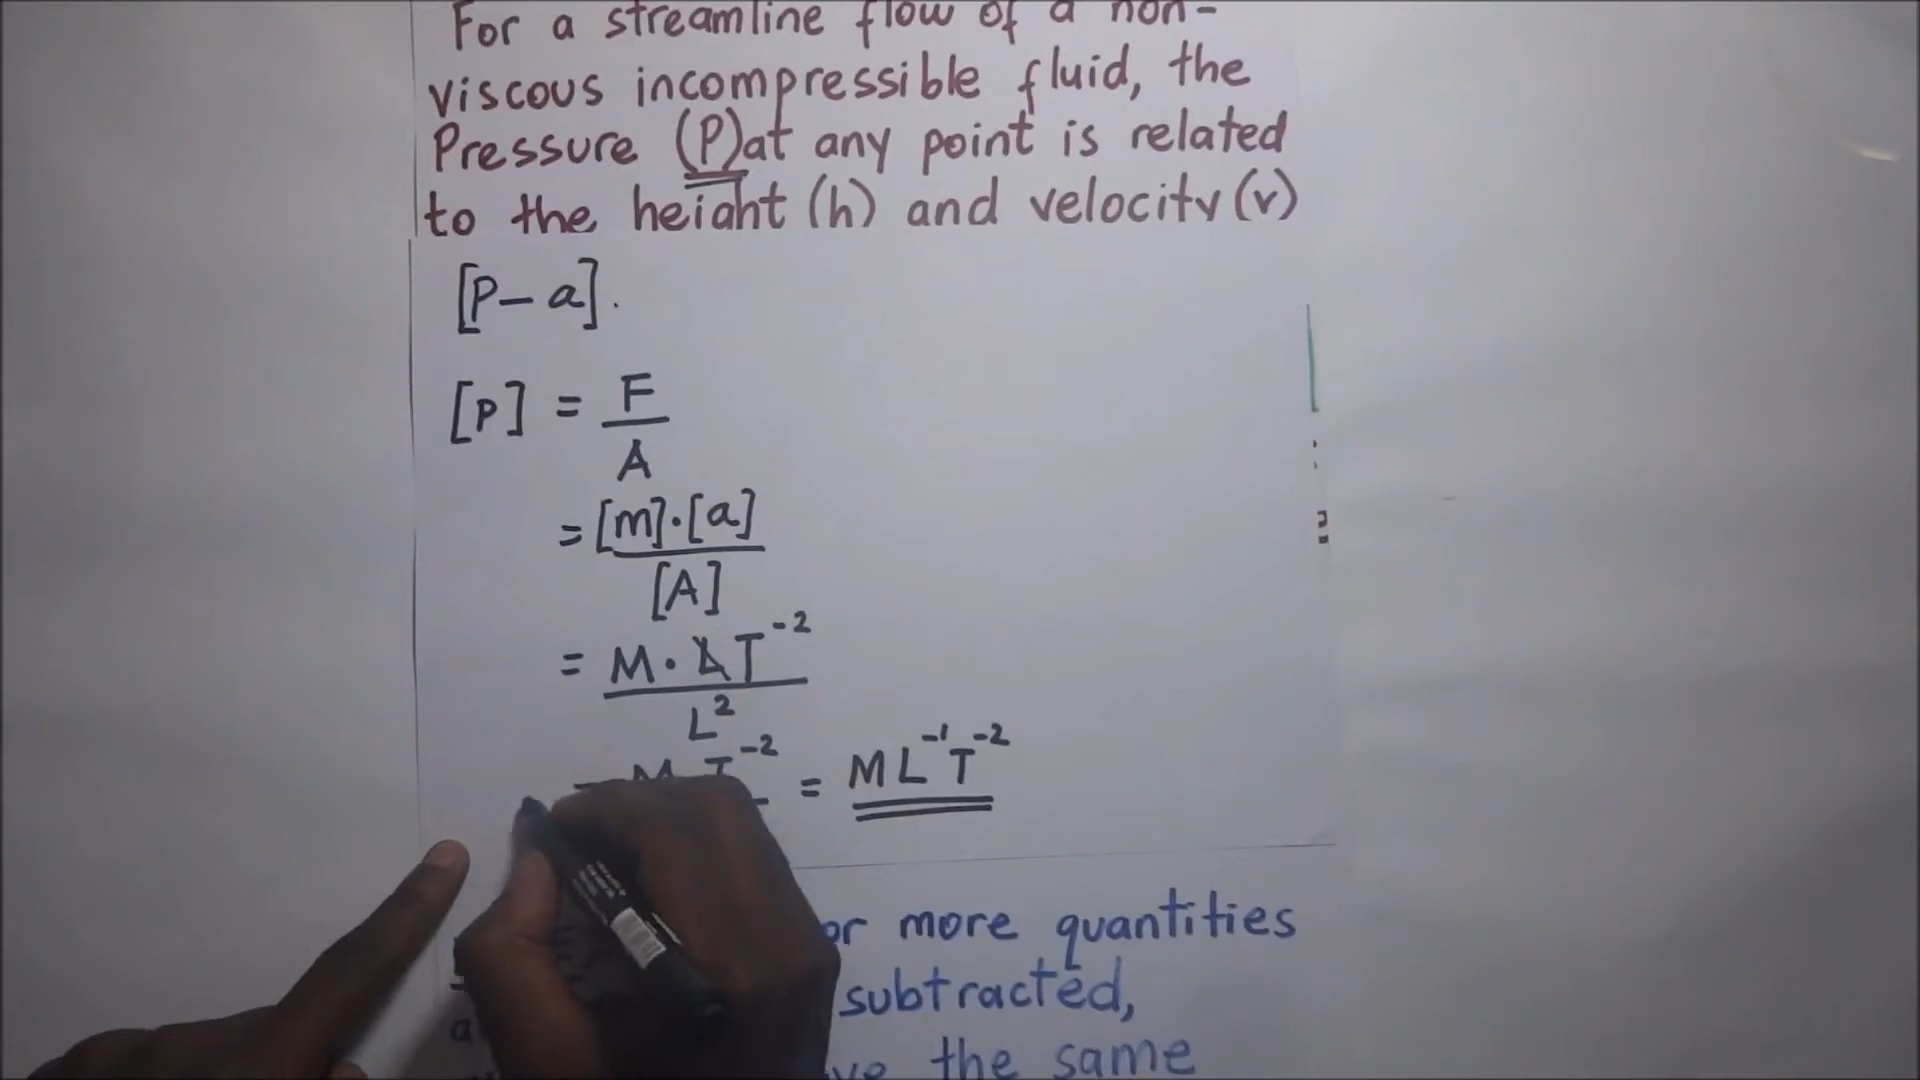 For a streamline flow of a non-
viscous incompressible fluid, the
Pressure (P) at any point is related
to the height (h) and velocity (v)
[P - a].
[P] = F
A
= [m]·[a]
[A]
= M·LT⁻²
L²
= M T⁻² = ML⁻¹T⁻²
or more quantities
subtracted,
the same